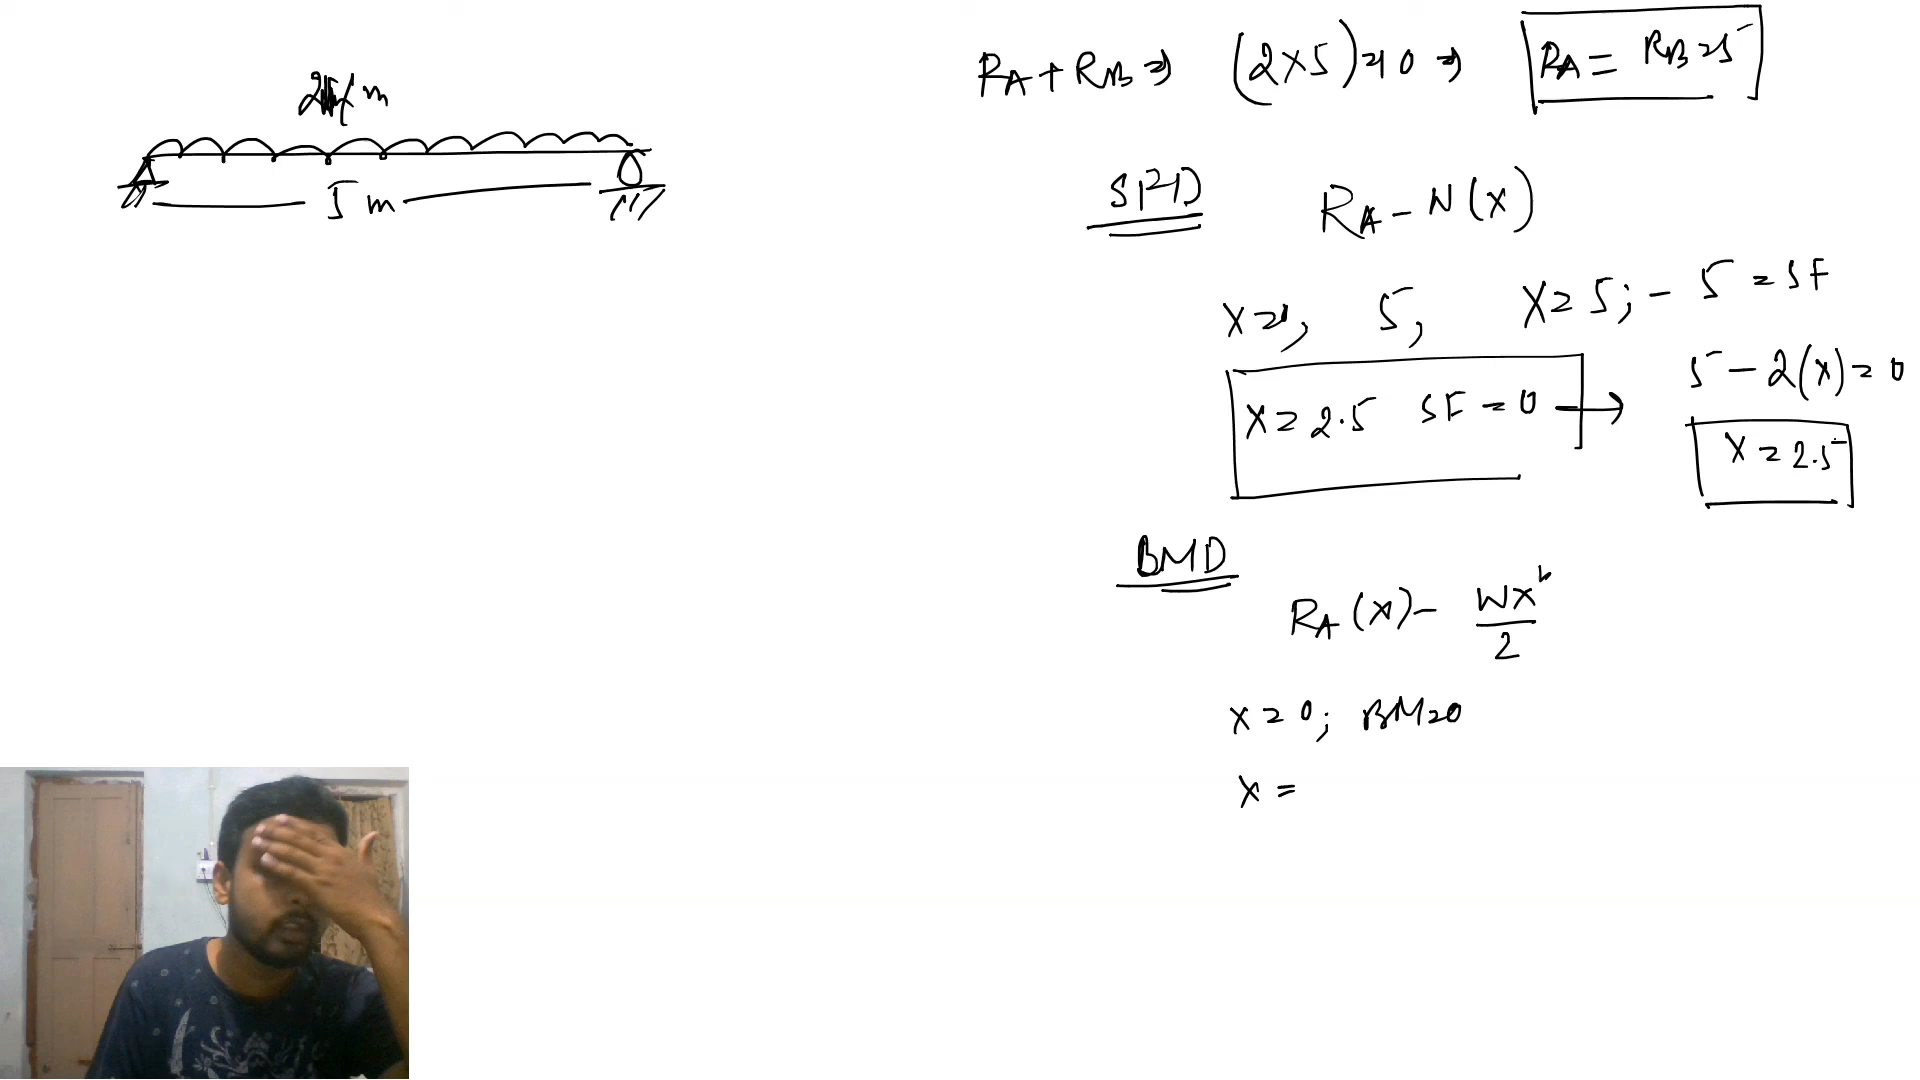 2N/m
5 m
RA + RB ⇒ (2×5) = 10 ⇒ RA = RB = 5
SFD RA - W(x)
x=0, 5, x=5; - 5 = SF
x = 2.5 SF = 0 → 5 - 2(x) = 0
x = 2.5
BMD
RA (x) - Wx²/2
x = 0; BM=0
x =